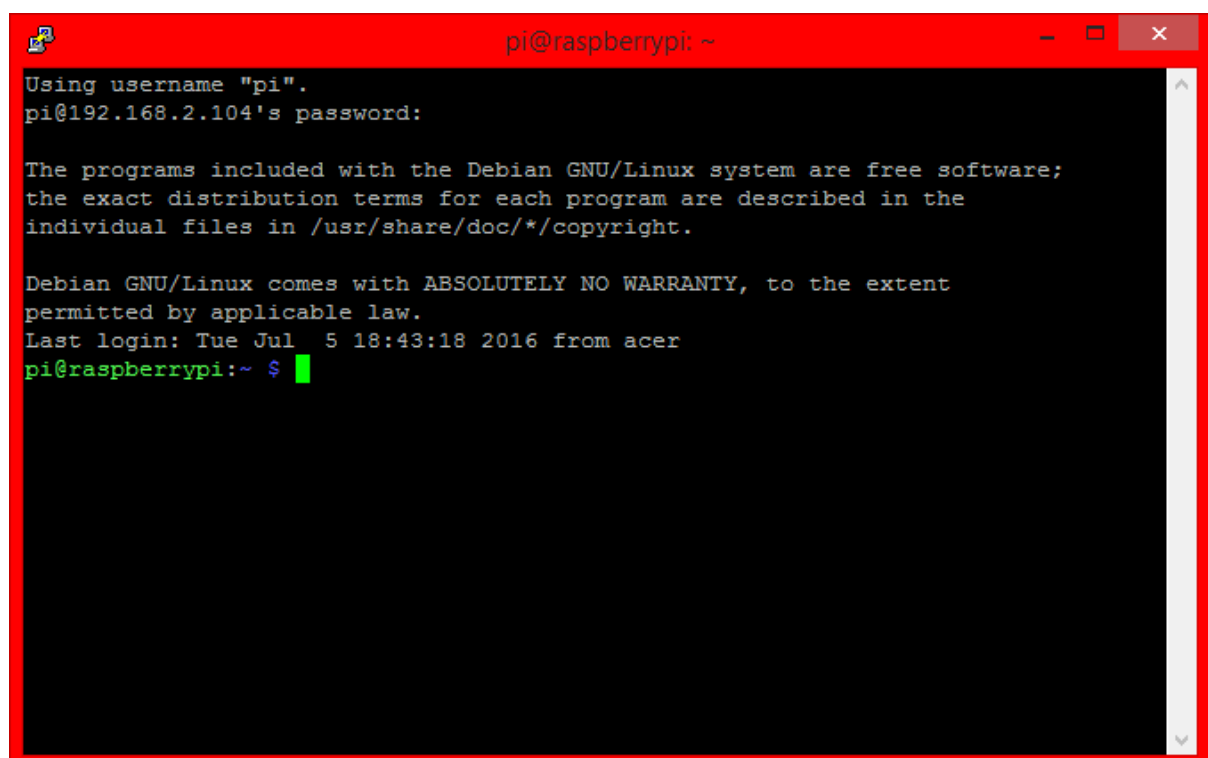 pi@raspberrypi: ~
Using username "pi".
pi@192.168.2.104's password:
The programs included with the Debian GNU/Linux system are free software;
the exact distribution terms for each program are described in the
individual files in /usr/share/doc/*/copyright.
Debian GNU/Linux comes with ABSOLUTELY NO WARRANTY, to the extent
permitted by applicable law.
Last login: Tue Jul  5 18:43:18 2016 from acer
pi@raspberrypi:~ $